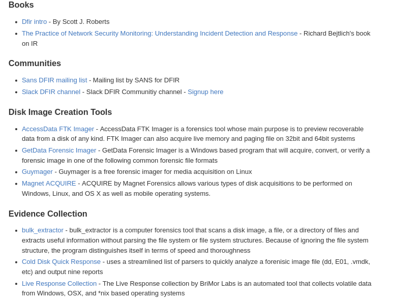 Books
Dfir intro - By Scott J. Roberts
The Practice of Network Security Monitoring: Understanding Incident Detection and Response - Richard Bejtlich's book
on IR
Communities
Sans DFIR mailing list - Mailing list by SANS for DFIR
Slack DFIR channel - Slack DFIR Community channel - Signup here
Disk Image Creation Tools
AccessData FTK Imager - AccessData FTK Imager is a forensics tool whose main purpose is to preview recoverable
data from a disk of any kind. FTK Imager can also acquire live memory and paging file on 32bit and 64bit systems
GetData Forensic Imager - GetData Forensic Imager is a Windows based program that will acquire, convert, or verify a
forensic image in one of the following common forensic file formats
Guymager - Guymager is a free forensic imager for media acquisition on Linux
Magnet ACQUIRE - ACQUIRE by Magnet Forensics allows various types of disk acquisitions to be performed on
Windows, Linux, and OS X as well as mobile operating systems.
Evidence Collection
bulk_extractor - bulk_extractor is a computer forensics tool that scans a disk image, a file, or a directory of files and
extracts useful information without parsing the file system or file system structures. Because of ignoring the file system
structure, the program distinguishes itself in terms of speed and thoroughness
Cold Disk Quick Response - uses a streamlined list of parsers to quickly analyze a forenisic image file (dd, E01, .vmdk,
etc) and output nine reports
Live Response Collection - The Live Response collection by BriMor Labs is an automated tool that collects volatile data
from Windows, OSX, and *nix based operating systems